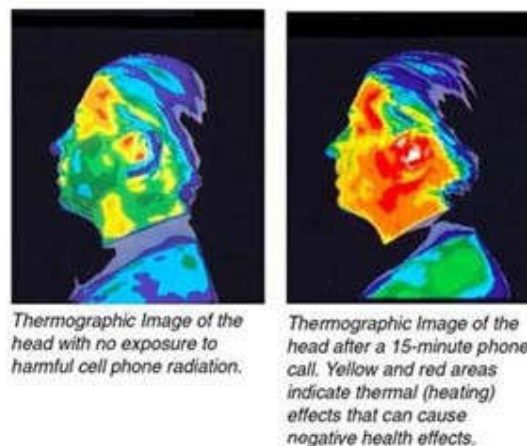 Thermographic Image of the
head with no exposure to
harmful cell phone radiation.
Thermographic Image of the
head after a 15-minute phone
call. Yellow and red areas
indicate thermal (heating)
effects that can cause
negative health effects.